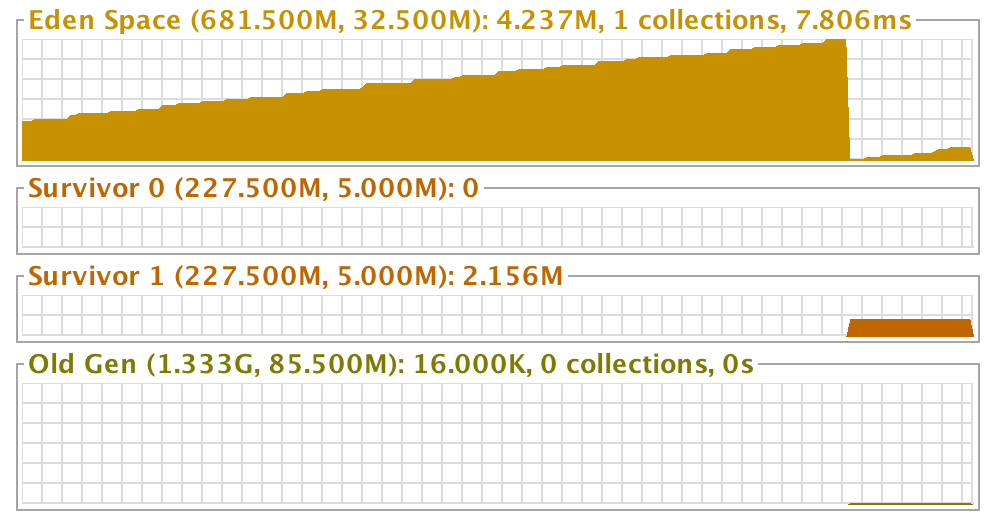 Eden Space (681.500M, 32.500M): 4.237M, 1 collections, 7.806ms
Survivor 0 (227.500M, 5.000M): 0
Survivor 1 (227.500M, 5.000M): 2.156M
Old Gen (1.333G, 85.500M): 16.000K, 0 collections, 0s